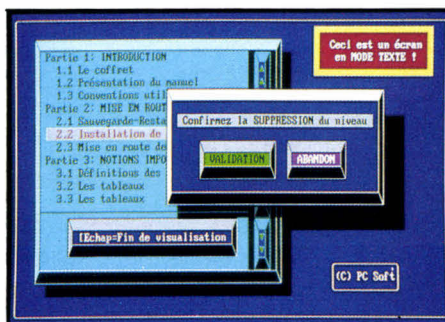 Ceci est un écran
en MODE TEXTE !
Partie 1: INTRODUCTION
1.1 Le coffret
1.2 Présentation du manuel
1.3 Conventions util
Partie 2: MISE EN ROUT
2.1 Sauvegarde-Resta
2.2 Installation de
2.3 Mise en route de
Partie 3: NOTIONS IMPO
3.1 Définitions des
3.2 Les tableaux
3.3 Les tableaux
Confirmez la SUPPRESSION du niveau
VALIDATION ABANDON
[Echap=Fin de visualisation
(C) PC Soft